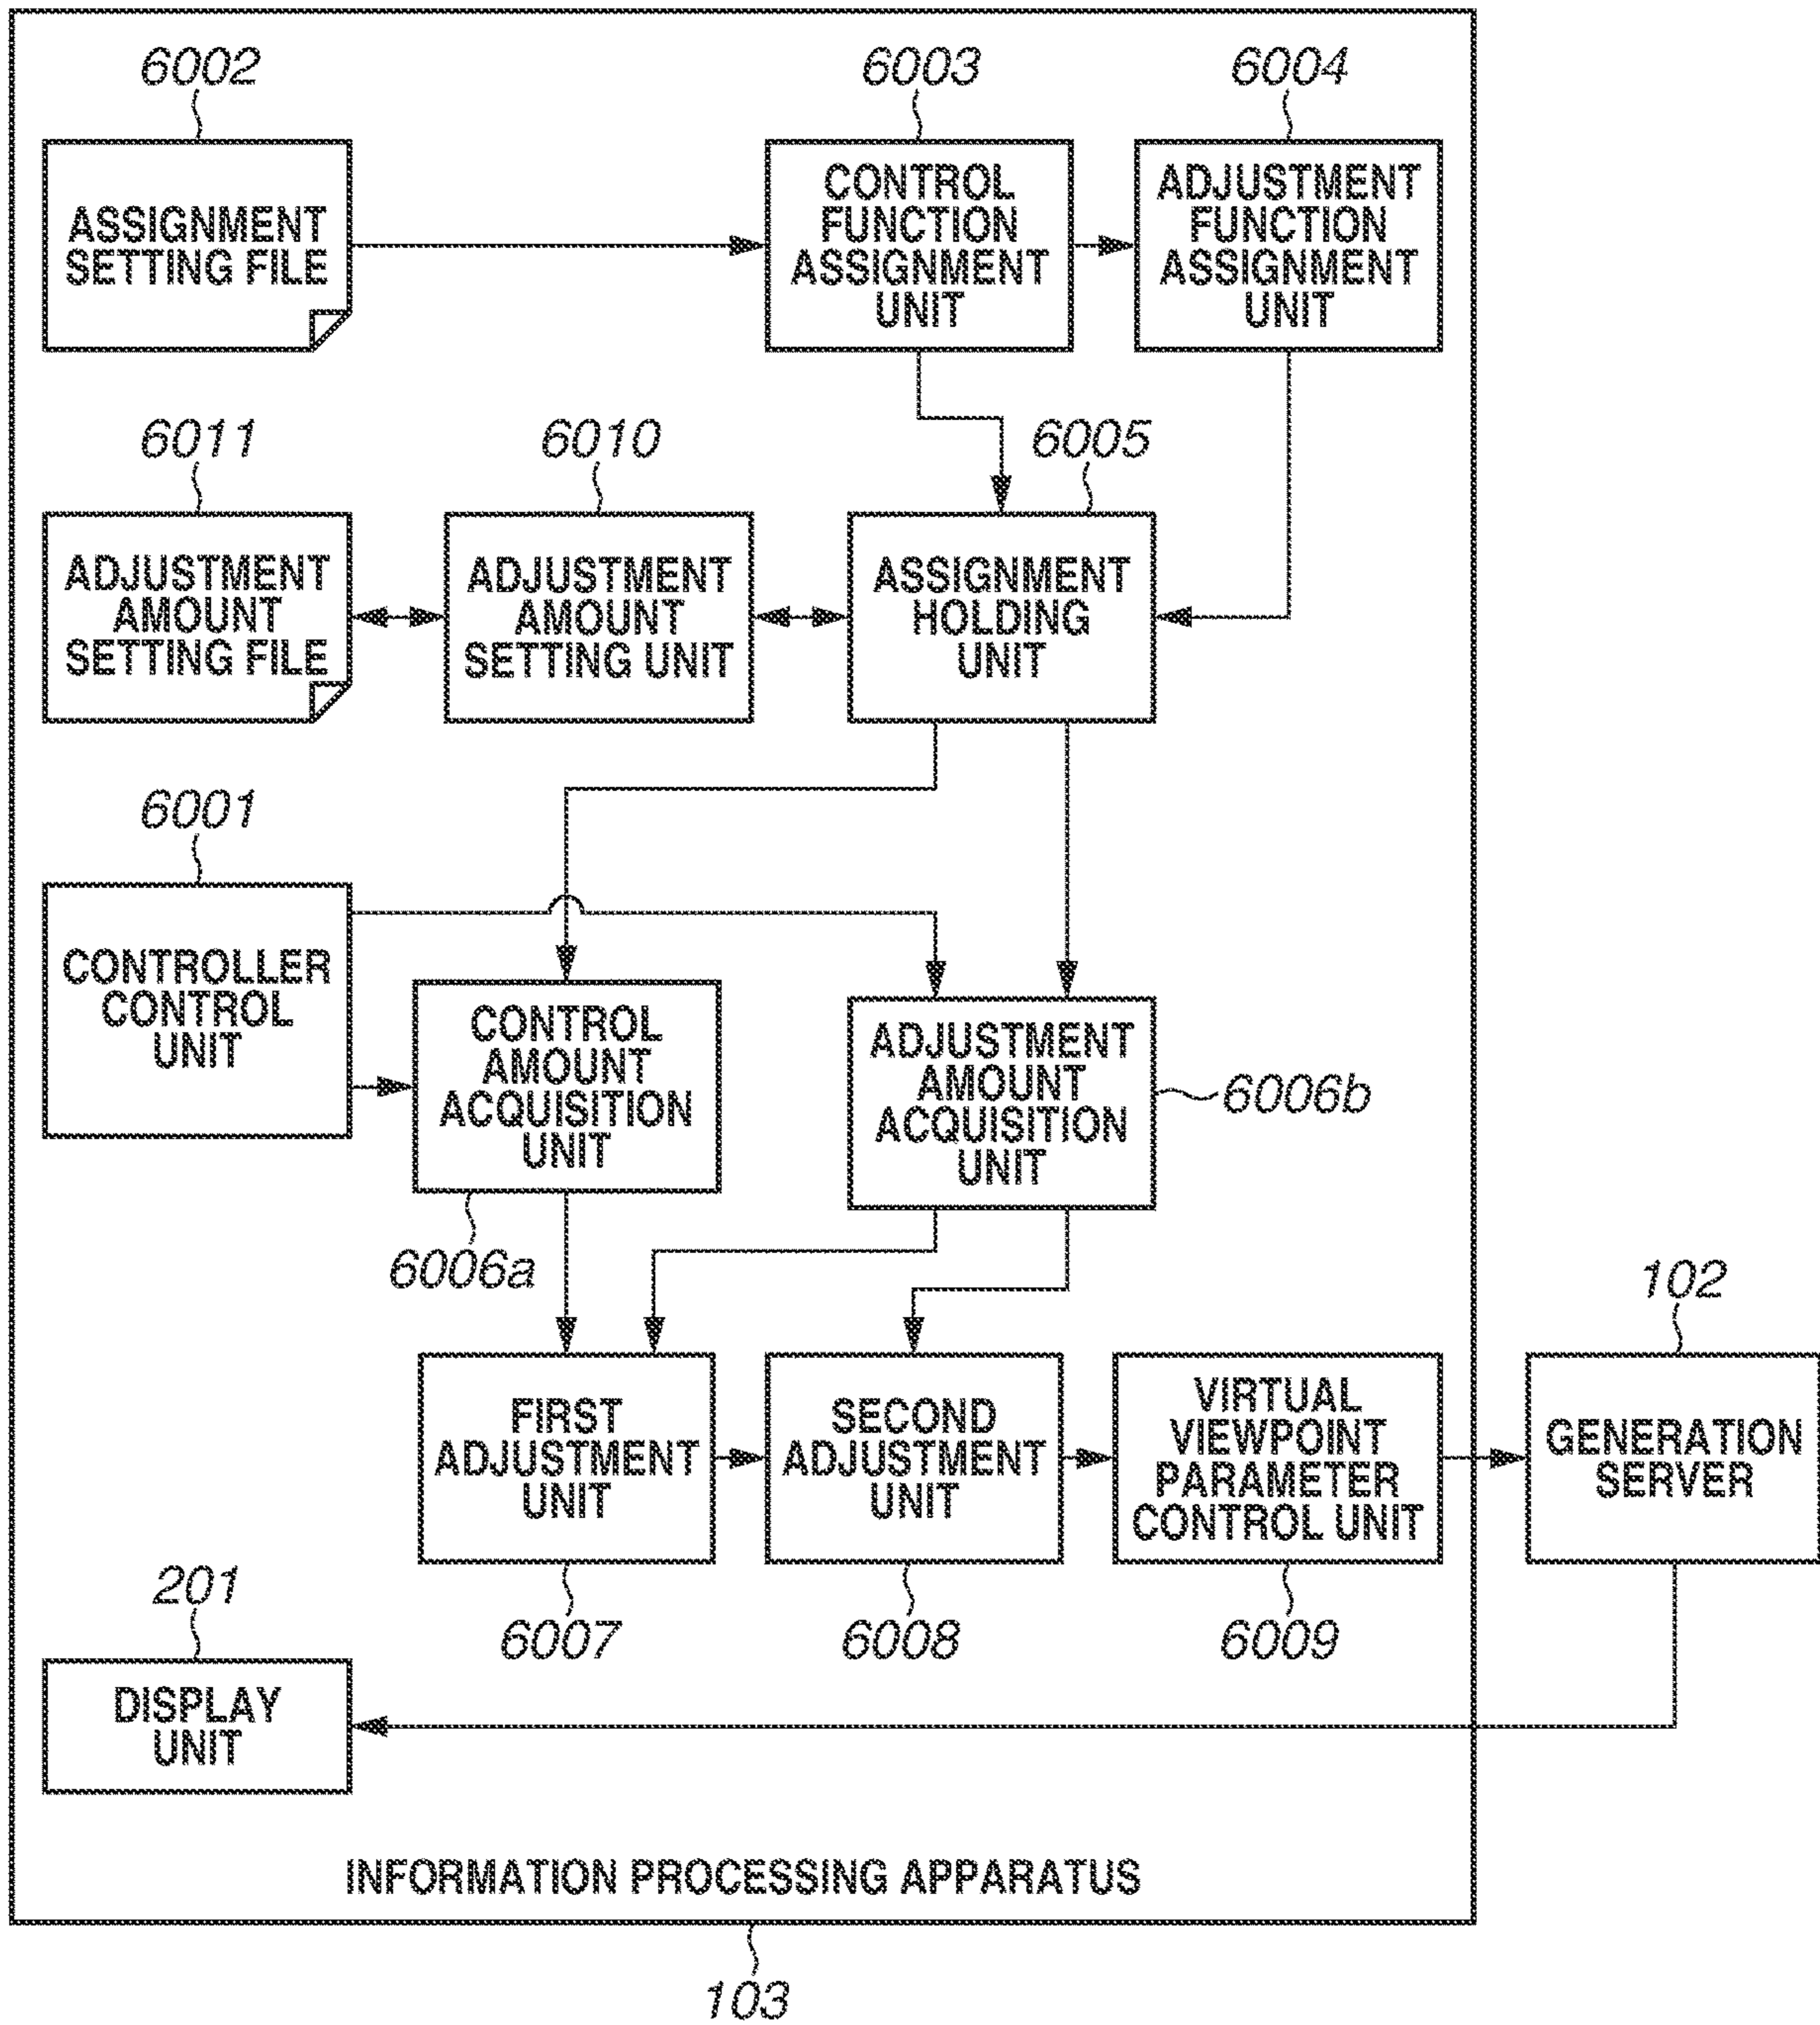 6002
6003
6004
ASSIGNMENT
SETTING FILE
CONTROL
FUNCTION
ASSIGNMENT
UNIT
ADJUSTMENT
FUNCTION
ASSIGNMENT
UNIT
6011
6010
6005
ADJUSTMENT
AMOUNT
SETTING FILE
ADJUSTMENT
AMOUNT
SETTING UNIT
ASSIGNMENT
HOLDING
UNIT
6001
CONTROLLER
CONTROL
UNIT
CONTROL
AMOUNT
ACQUISITION
UNIT
ADJUSTMENT
AMOUNT
ACQUISITION
UNIT
6006b
6006a
102
FIRST
ADJUSTMENT
UNIT
SECOND
ADJUSTMENT
UNIT
VIRTUAL
VIEWPOINT
PARAMETER
CONTROL UNIT
GENERATION
SERVER
201
6007
6008
6009
DISPLAY
UNIT
INFORMATION PROCESSING APPARATUS
103